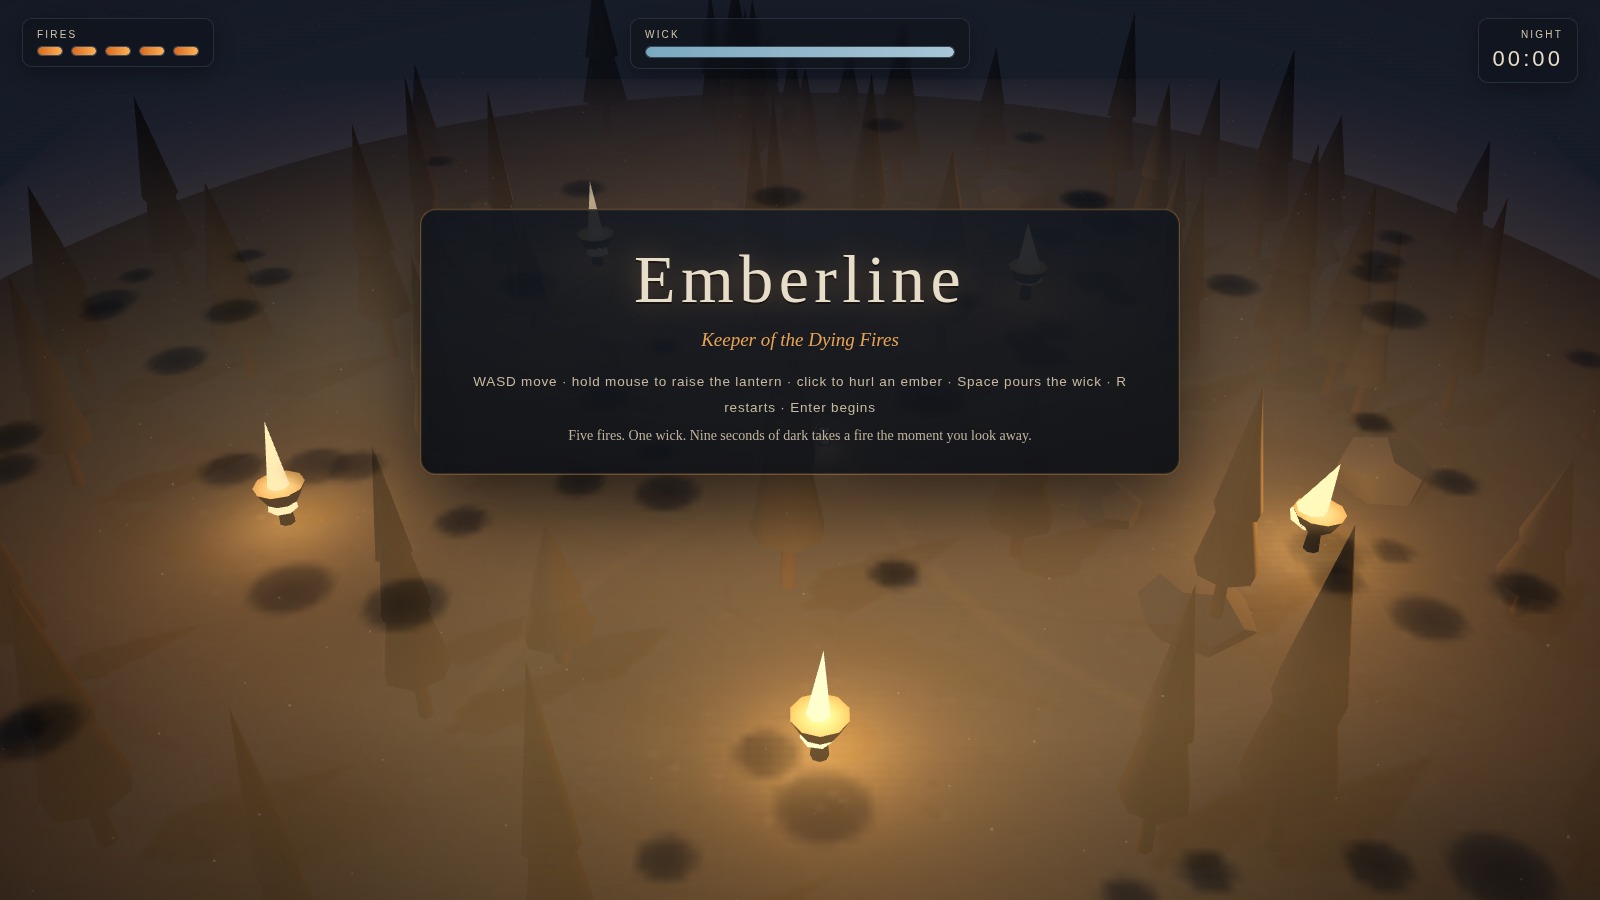 FIRES
WICK
NIGHT
00:00
Emberline
Keeper of the Dying Fires
WASD move · hold mouse to raise the lantern · click to hurl an ember · Space pours the wick · R
restarts · Enter begins
Five fires. One wick. Nine seconds of dark takes a fire the moment you look away.